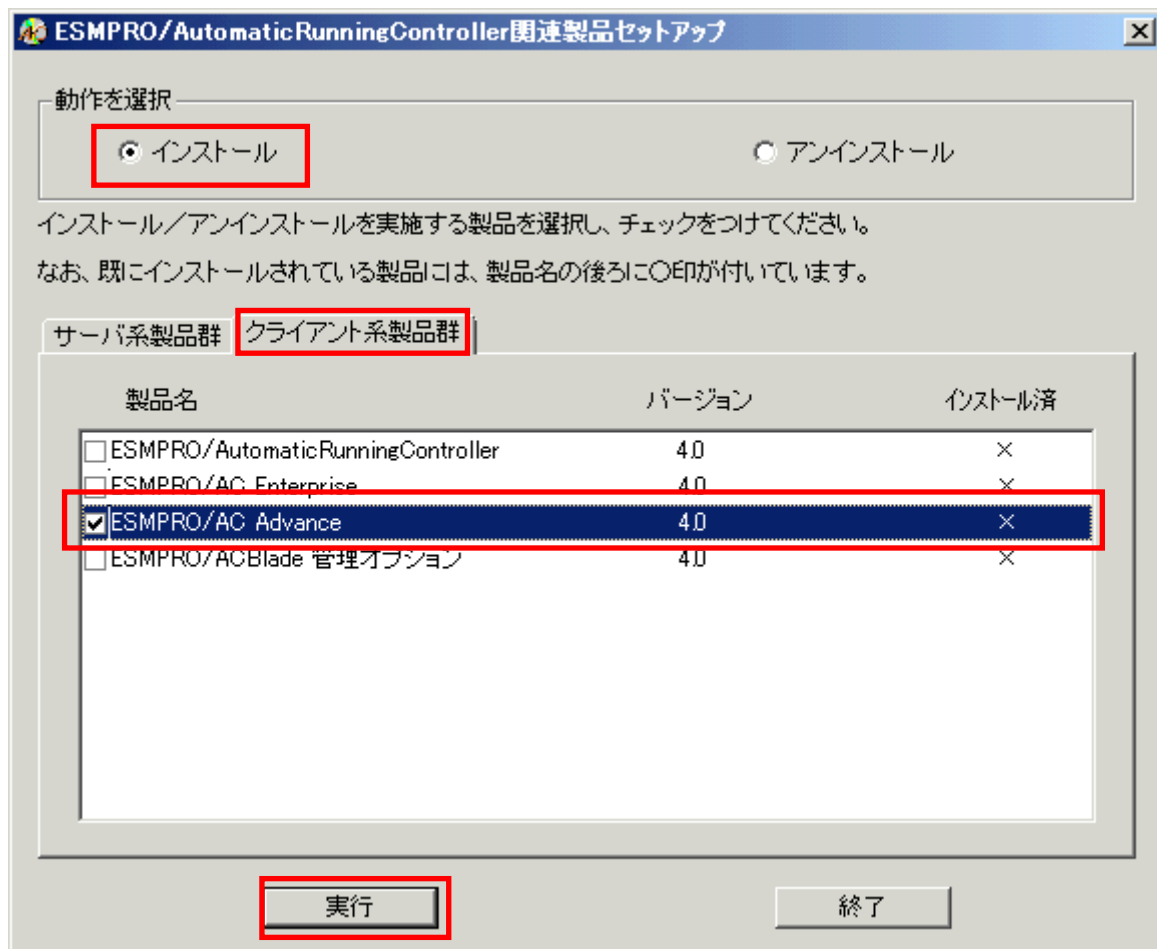 ESMPRO/AutomaticRunningController関連製品セットアップ
動作を選択
インストール アンインストール
インストール／アンインストールを実施する製品を選択し、チェックをつけてください。
なお、既にインストールされている製品には、製品名の後ろに○印が付いています。
サーバ系製品群 クライアント系製品群
製品名 バージョン インストール済
ESMPRO/AutomaticRunningController 4.0 ×
ESMPRO/AC Enterprise 4.0 ×
ESMPRO/AC Advance 4.0 ×
ESMPRO/ACBlade 管理オプション 4.0 ×
実行 終了